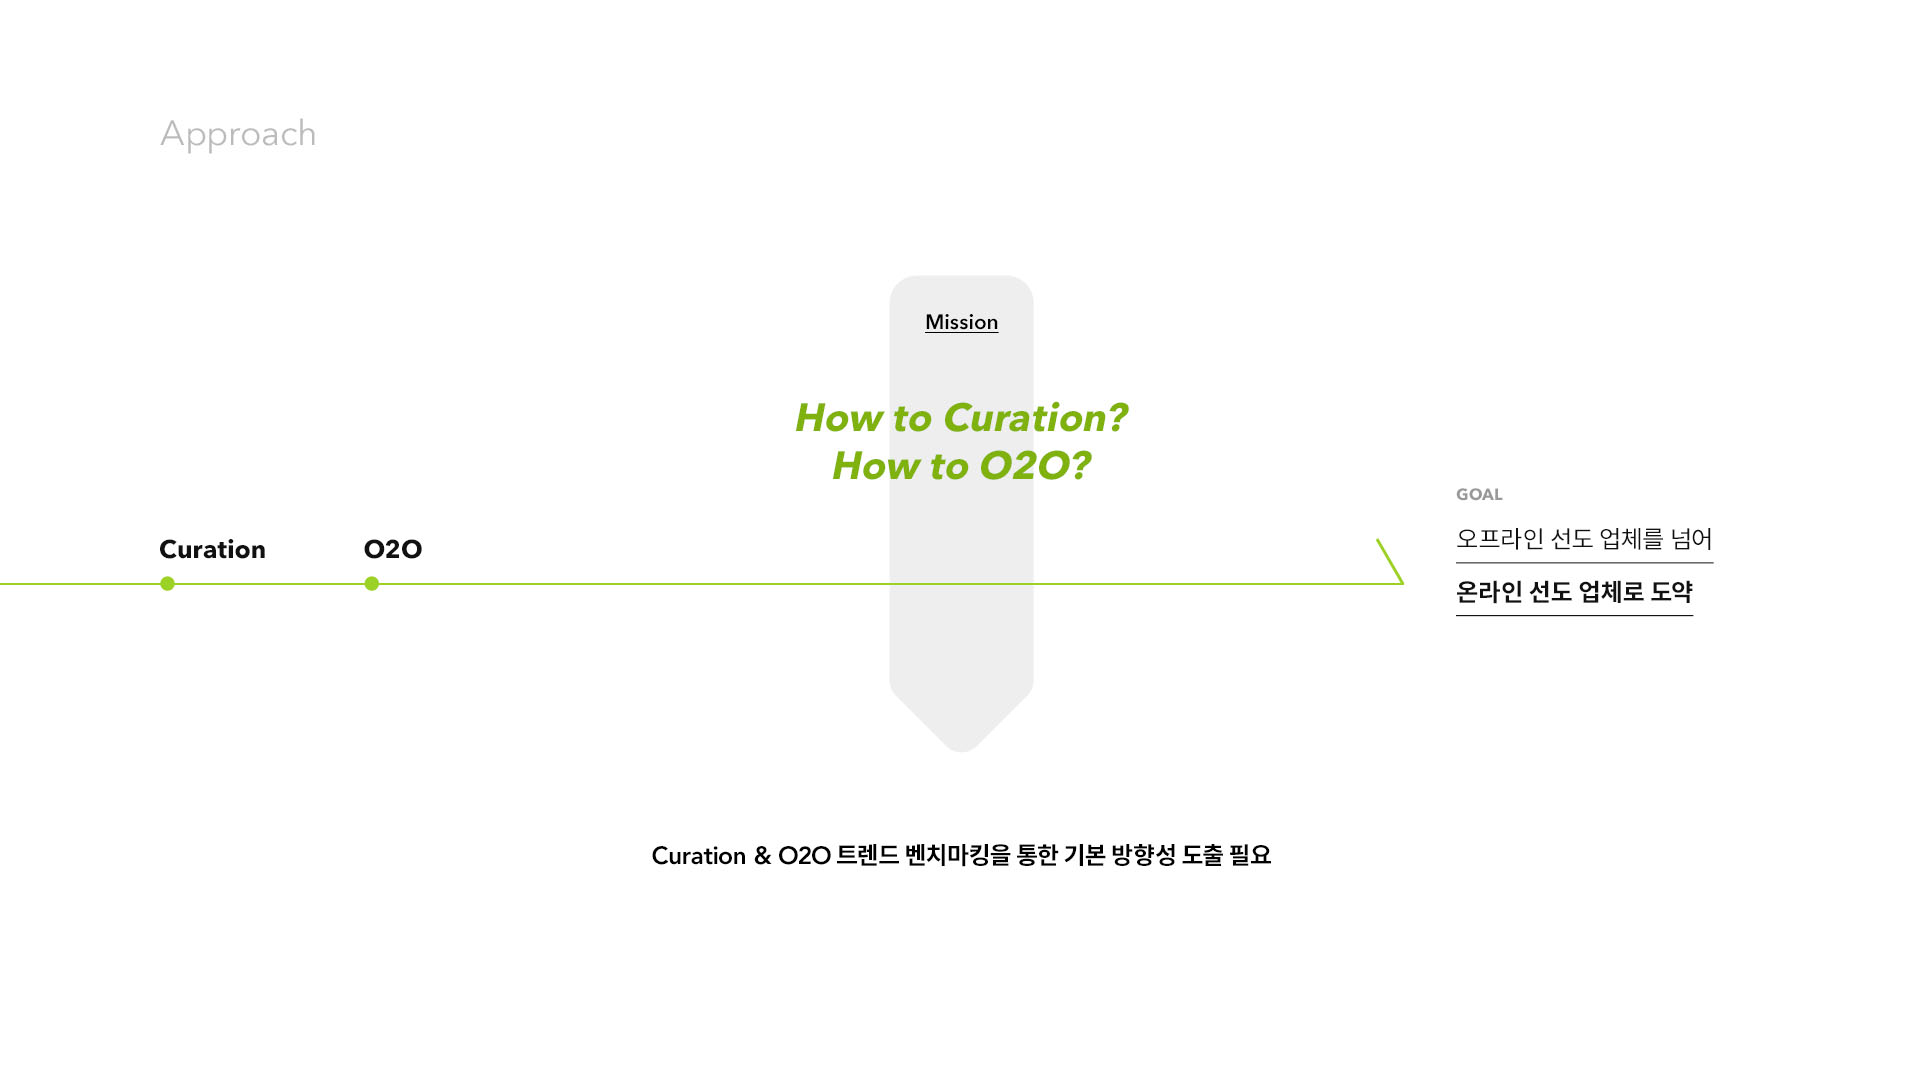 Approach
Mission
How to Curation?
How to O2O?
Curation
O2O
GOAL
오프라인 선도 업체를 넘어
온라인 선도 업체로 도약
Curation & O2O 트렌드 벤치마킹을 통한 기본 방향성 도출 필요